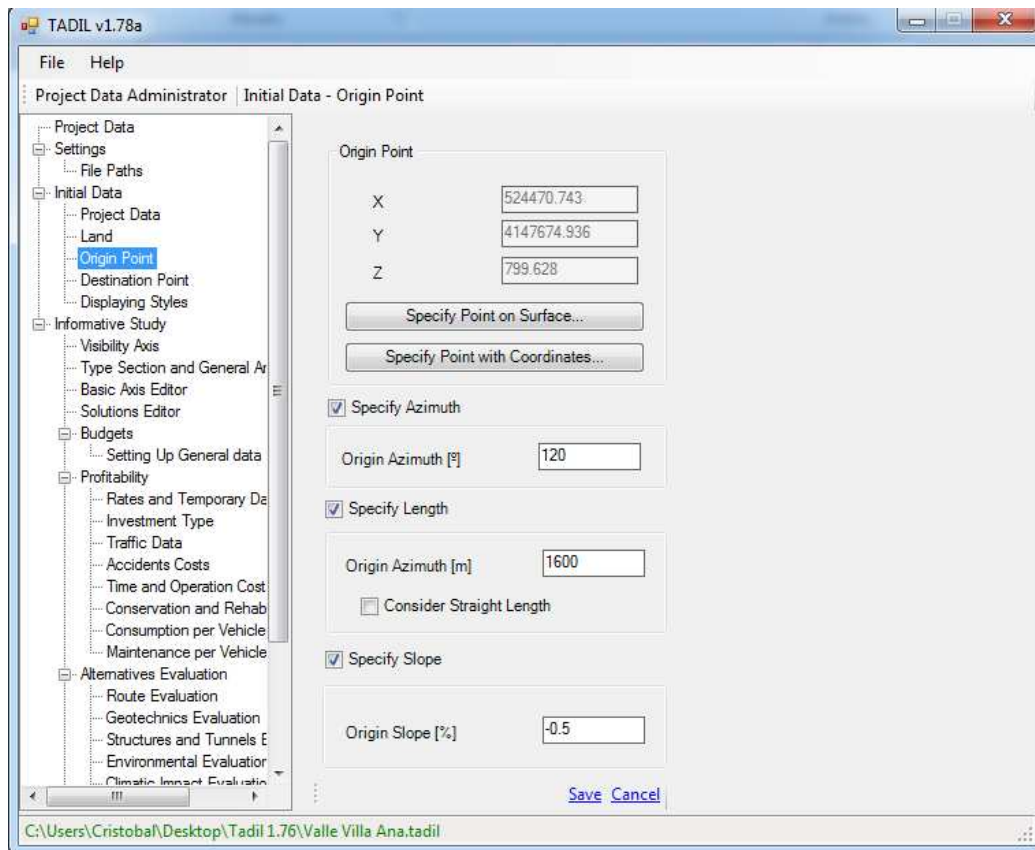 TADIL v1.78a
File Help
Project Data Administrator Initial Data - Origin Point
Project Data
Settings
File Paths
Initial Data
Project Data
Land
Origin Point
Destination Point
Displaying Styles
Informative Study
Visibility Axis
Type Section and General Ar
Basic Axis Editor
Solutions Editor
Budgets
Setting Up General data
Profitability
Rates and Temporary Da
Investment Type
Traffic Data
Accidents Costs
Time and Operation Cost
Conservation and Rehab
Consumption per Vehicle
Maintenance per Vehicle
Alternatives Evaluation
Route Evaluation
Geotechnics Evaluation
Structures and Tunnels E
Environmental Evaluation
Climatic Impact Evaluatio
Origin Point
X 524470.743
Y 4147674.936
Z 799.628
Specify Point on Surface...
Specify Point with Coordinates...
Specify Azimuth
Origin Azimuth [º] 120
Specify Length
Origin Azimuth [m] 1600
Consider Straight Length
Specify Slope
Origin Slope [%] -0.5
Save Cancel
C:\Users\Cristobal\Desktop\Tadil 1.76\Valle Villa Ana.tadil